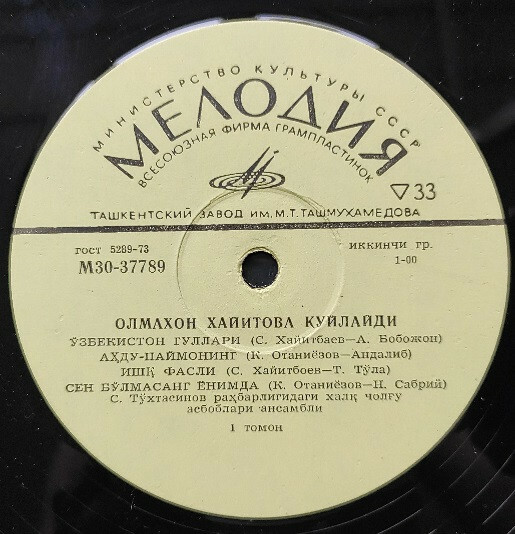 МИНИСТЕРСТВО КУЛЬТУРЫ СССР
МЕЛОДИЯ
ВСЕСОЮЗНАЯ ФИРМА ГРАМПЛАСТИНОК
▽33
ТАШКЕНТСКИЙ ЗАВОД ИМ. М. Т. ТАШМУХАМЕДОВА
ГОСТ 5289-73
ИККИНЧИ ГР.
М30-37789
1-00
ОЛМАХОН ХАЙИТОВА КУЙЛАЙДИ
ЎЗБЕКИСТОН ГУЛЛАРИ (С. Хайитбаев—А. Бобожон)
АҲДУ-ПАЙМОНИНГ (К. Отаниёзов—Андалиб)
ИШҚ ФАСЛИ (С. Хайитбоев—Т. Тўла)
СЕН БЎЛМАСАНГ ЁНИМДА (К. Отаниёзов—Н. Сабрий)
С. Тўхтасинов раҳбарлигидаги халқ чолғу
асбоблари ансамбли
1 томон